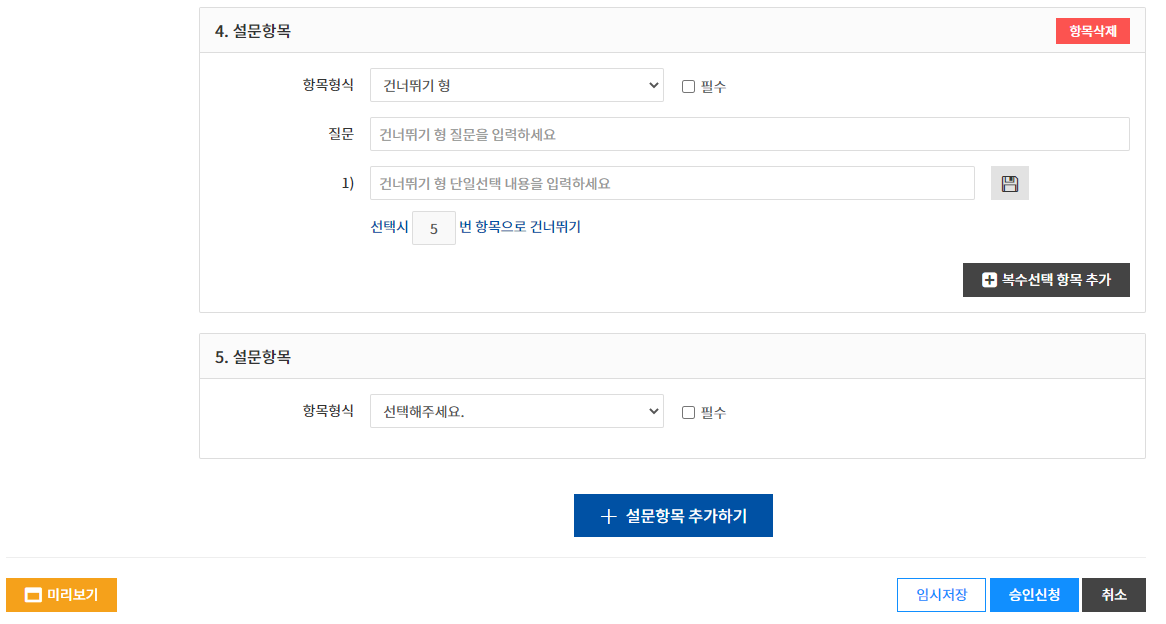 4. 설문항목 항목삭제
항목형식 건너뛰기 형 필수
질문 건너뛰기 형 질문을 입력하세요
1) 건너뛰기 형 단일선택 내용을 입력하세요
선택시 5 번 항목으로 건너뛰기
복수선택 항목 추가
5. 설문항목
항목형식 선택해주세요. 필수
설문항목 추가하기
미리보기 임시저장 승인신청 취소